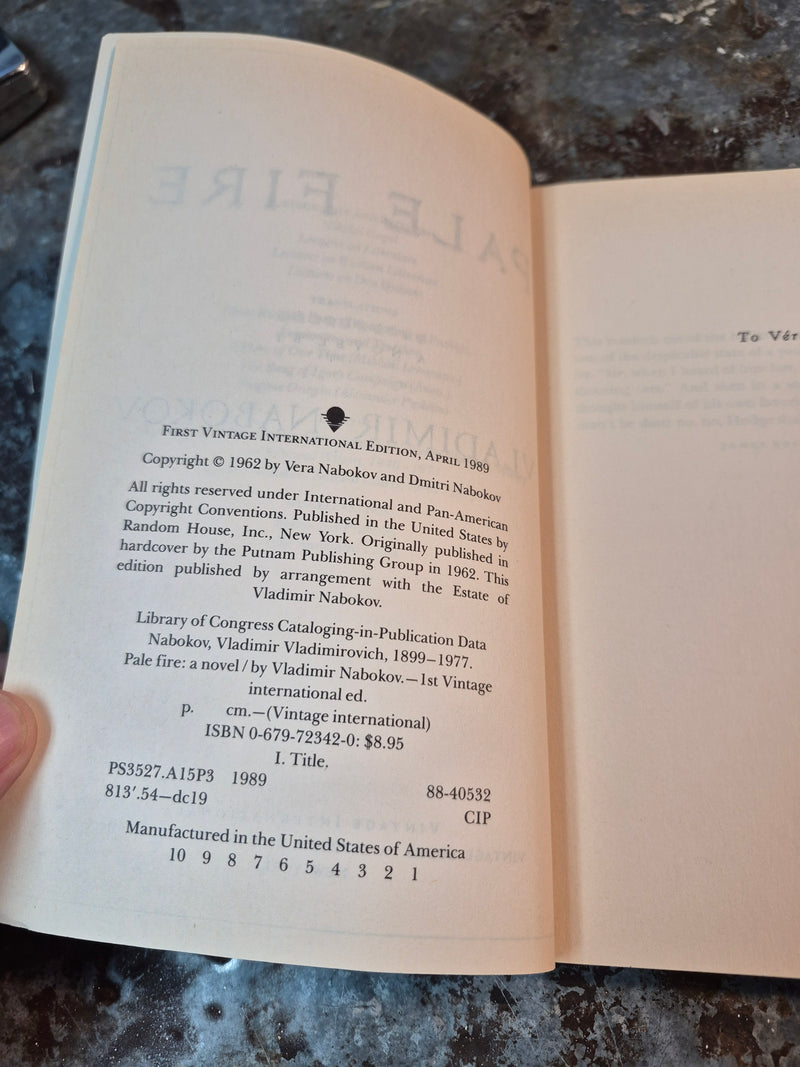 PALE FIRE
VLADIMIR NABOKOV
FIRST VINTAGE INTERNATIONAL EDITION, APRIL 1989
Copyright © 1962 by Vera Nabokov and Dmitri Nabokov
All rights reserved under International and Pan-American
Copyright Conventions. Published in the United States by
Random House, Inc., New York. Originally published in
hardcover by the Putnam Publishing Group in 1962. This
edition published by arrangement with the Estate of
Vladimir Nabokov.
Library of Congress Cataloging-in-Publication Data
Nabokov, Vladimir Vladimirovich, 1899–1977.
Pale fire: a novel / by Vladimir Nabokov.—1st Vintage
international ed.
p. cm.—(Vintage international)
ISBN 0-679-72342-0: $8.95
I. Title.
PS3527.A15P3 1989 88-40532
813′.54—dc19 CIP
Manufactured in the United States of America
10 9 8 7 6 5 4 3 2 1
To Vér